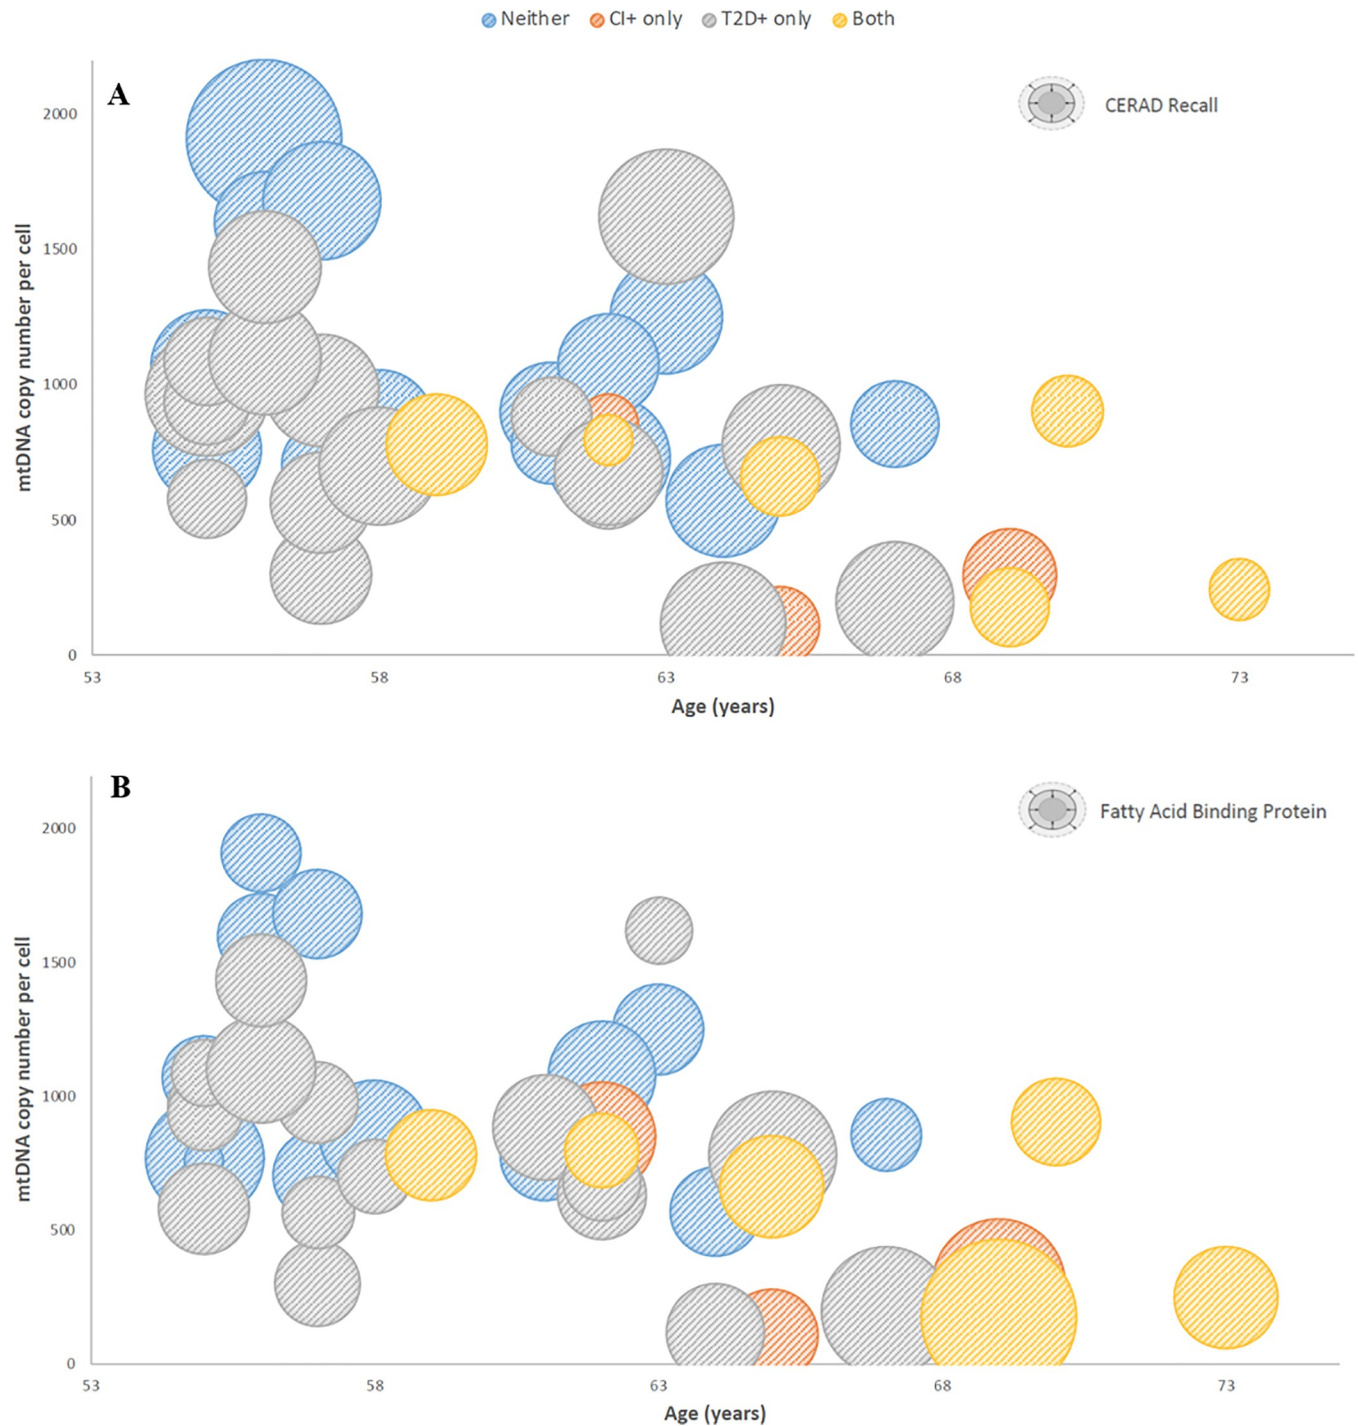 Neither CI+ only T2D+ only Both
A
CERAD Recall
mtDNA copy number per cell
2000
1500
1000
500
0
53 58 63 68 73
Age (years)
B
Fatty Acid Binding Protein
mtDNA copy number per cell
2000
1500
1000
500
0
53 58 63 68 73
Age (years)